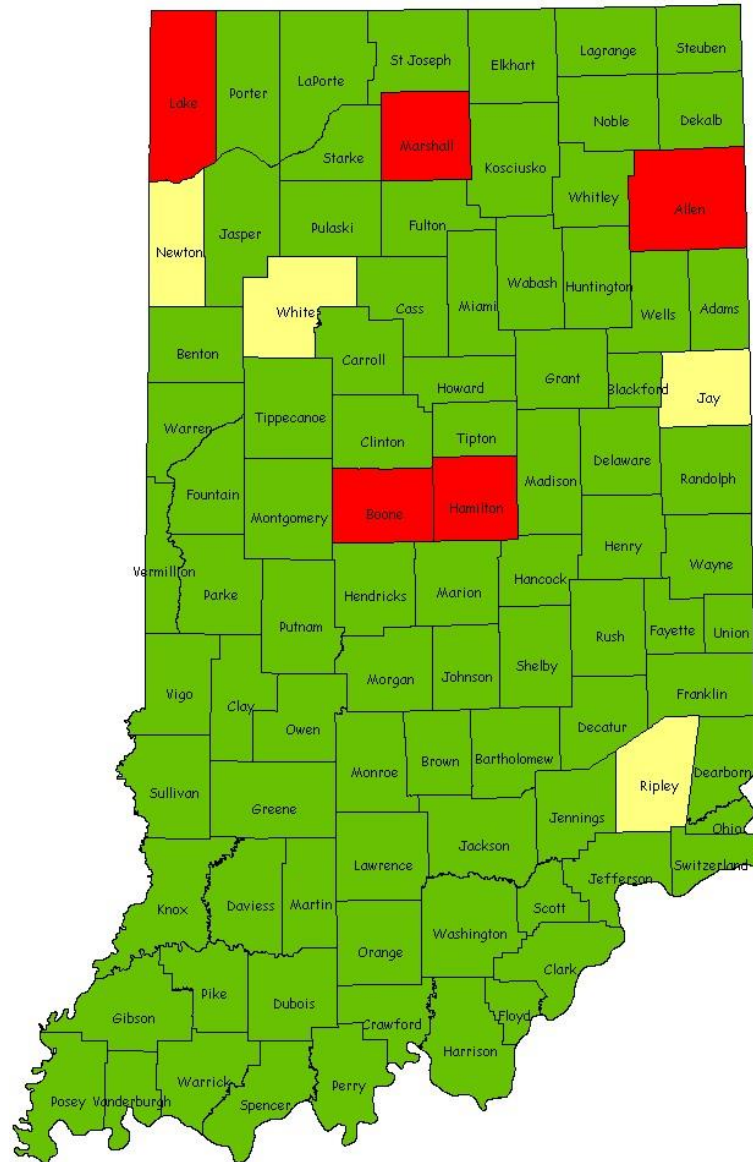 Lake
Porter
LaPorte
St Joseph
Elkhart
Lagrange
Steuben
Starke
Marshall
Kosciusko
Noble
Dekalb
Whitley
Allen
Newton
Jasper
Pulaski
Fulton
White
Cass
Miami
Wabash
Huntington
Wells
Adams
Benton
Carroll
Howard
Grant
Blackford
Jay
Warren
Tippecanoe
Clinton
Tipton
Madison
Delaware
Randolph
Fountain
Montgomery
Boone
Hamilton
Henry
Wayne
Vermillion
Parke
Putnam
Hendricks
Marion
Hancock
Rush
Fayette
Union
Vigo
Clay
Owen
Morgan
Johnson
Shelby
Decatur
Franklin
Sullivan
Greene
Monroe
Brown
Bartholomew
Jennings
Ripley
Dearborn
Ohio
Lawrence
Jackson
Jefferson
Switzerland
Knox
Daviess
Martin
Orange
Washington
Scott
Clark
Gibson
Pike
Dubois
Crawford
Floyd
Harrison
Posey
Vanderburgh
Warrick
Spencer
Perry